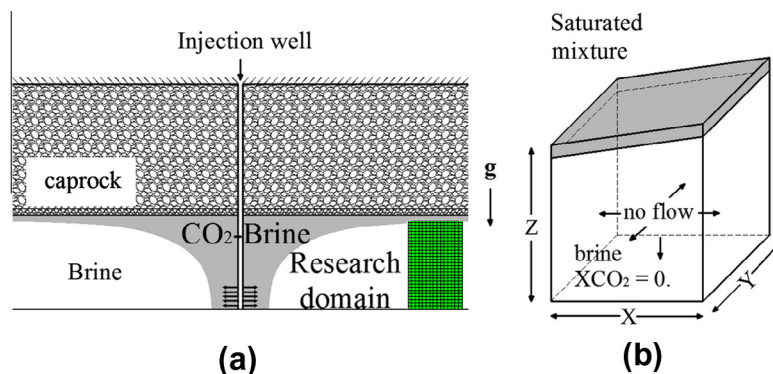 Injection well
caprock
g
CO2-Brine
Brine
Research
domain
(a)
Saturated
mixture
Z
no flow
brine
XCO2 = 0.
Y
X
(b)